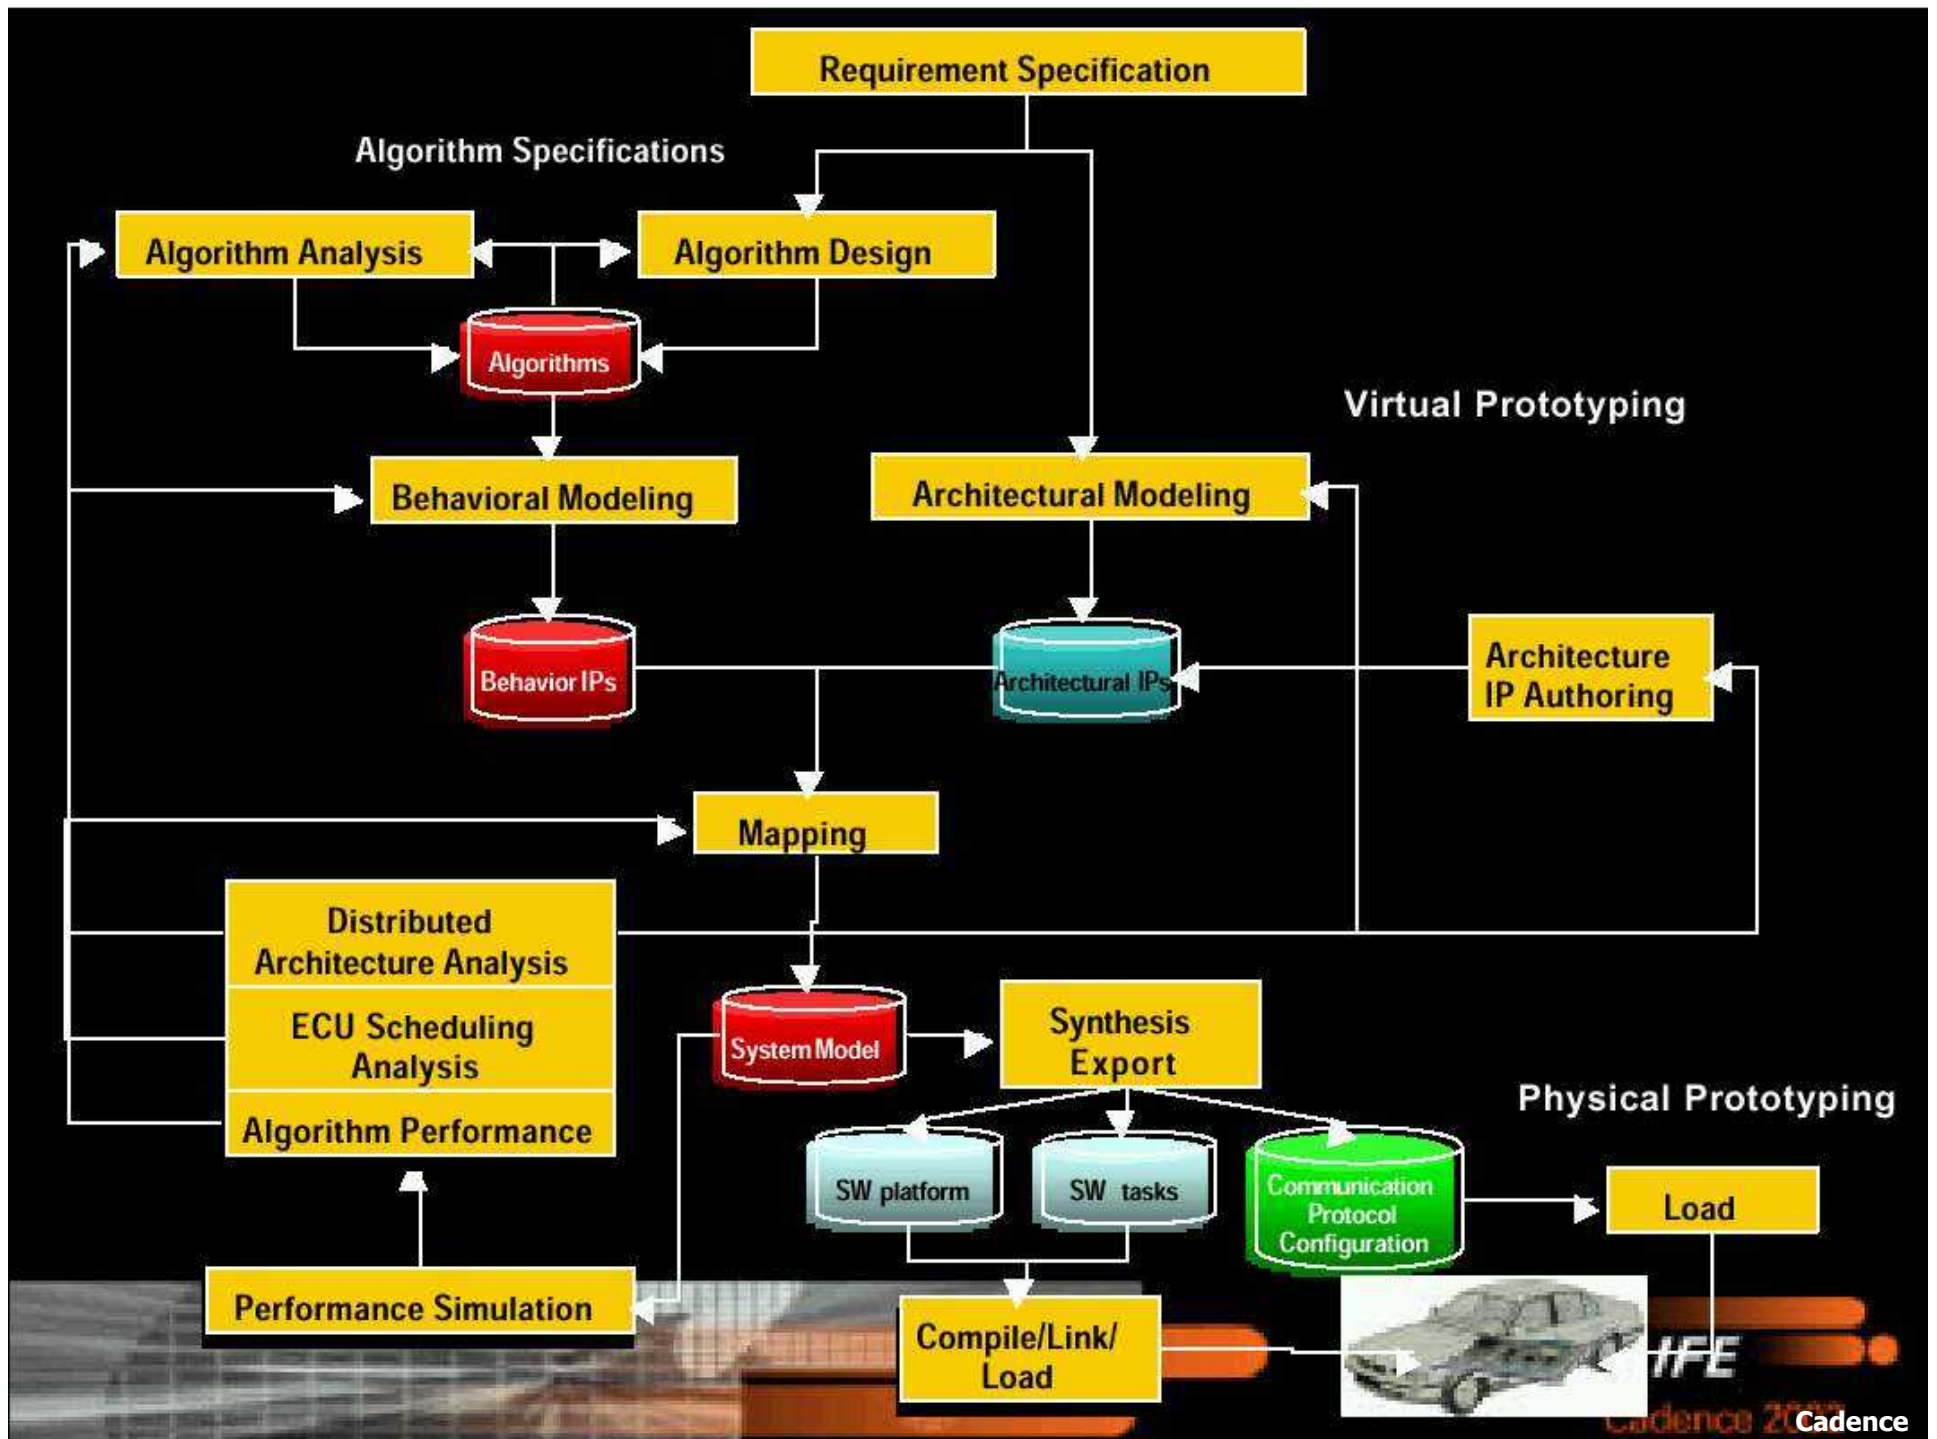 Requirement Specification
Algorithm Specifications
Algorithm Analysis
Algorithm Design
Algorithms
Virtual Prototyping
Behavioral Modeling
Architectural Modeling
Behavior IPs
Architectural IPs
Architecture
IP Authoring
Mapping
Distributed
Architecture Analysis
ECU Scheduling
Analysis
Algorithm Performance
System Model
Synthesis
Export
Physical Prototyping
SW platform
SW tasks
Communication
Protocol
Configuration
Load
Performance Simulation
Compile/Link/
Load
IFE
Cadence
Cadence